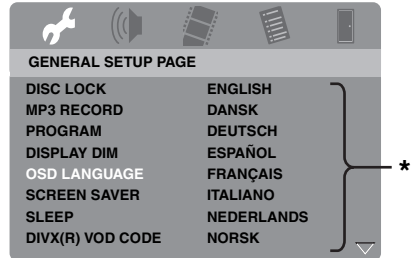 GENERAL SETUP PAGE
DISC LOCK ENGLISH
MP3 RECORD DANSK
PROGRAM DEUTSCH
DISPLAY DIM ESPAÑOL
OSD LANGUAGE FRANÇAIS *
SCREEN SAVER ITALIANO
SLEEP NEDERLANDS
DIVX(R) VOD CODE NORSK